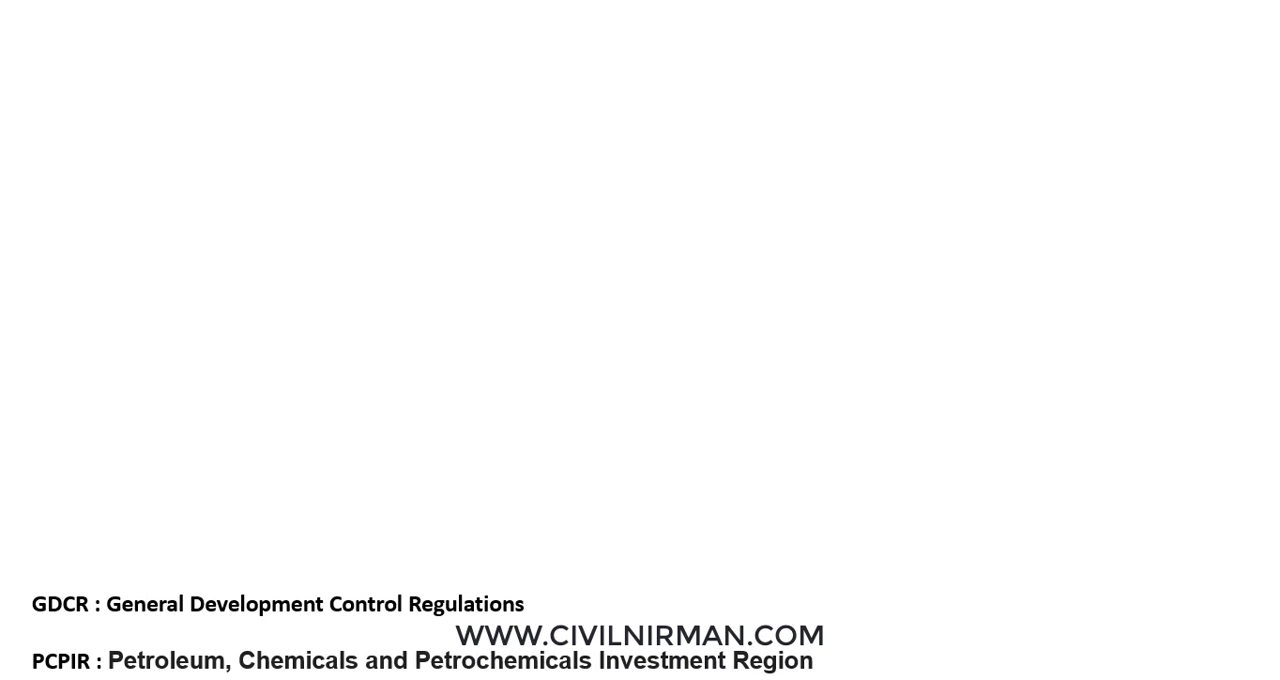 GDCR : General Development Control Regulations
WWW.CIVILNIRMAN.COM
PCPIR : Petroleum, Chemicals and Petrochemicals Investment Region